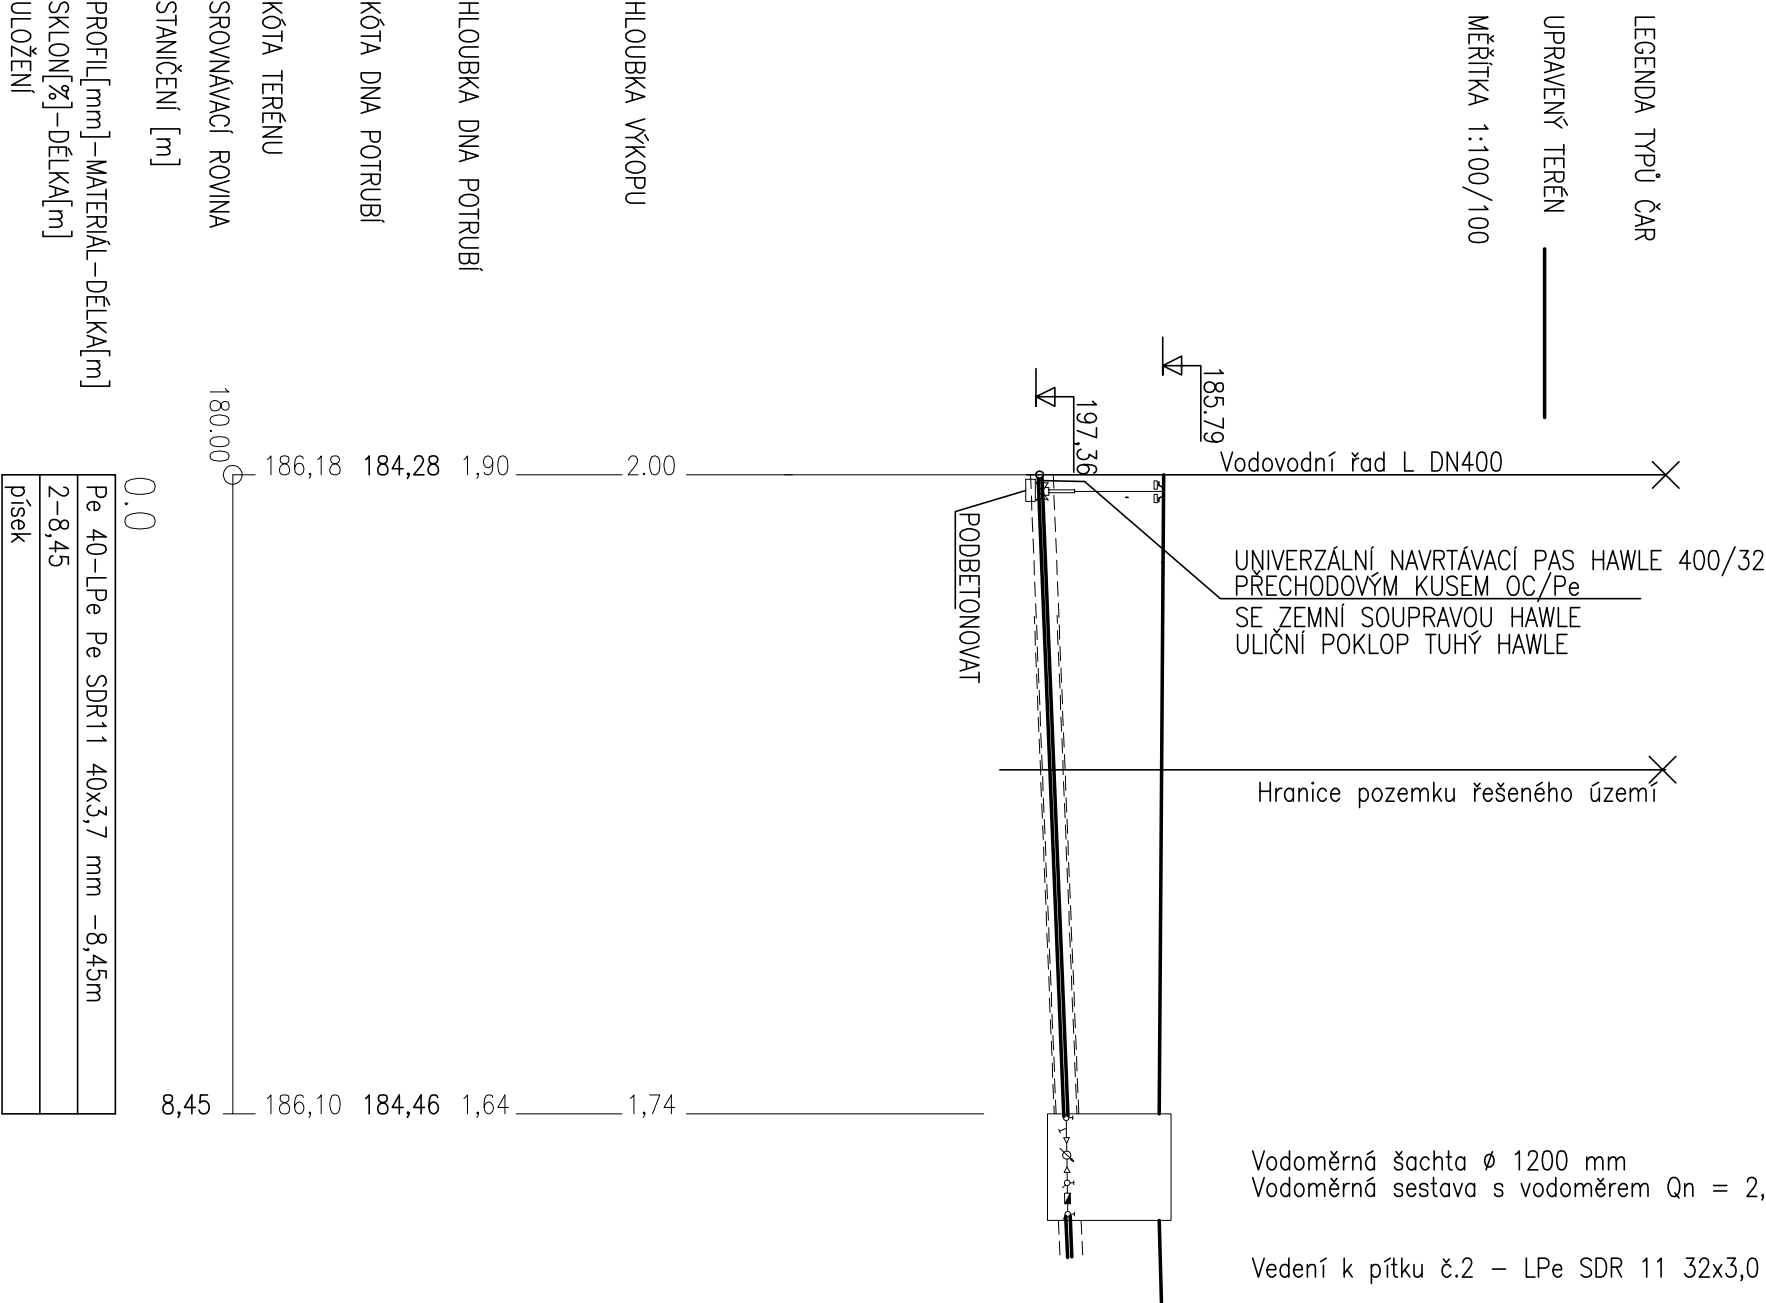 LEGENDA TYPŮ ČAR
UPRAVENÝ TERÉN
MĚŘÍTKA 1:100/100
HLOUBKA VÝKOPU
HLOUBKA DNA POTRUBÍ
KÓTA DNA POTRUBÍ
KÓTA TERÉNU
SROVNÁVACÍ ROVINA
STANIČENÍ [m]
PROFIL[mm]-MATERIÁL-DÉLKA[m]
SKLON[%]-DÉLKA[m]
ULOŽENÍ
185.79
197,36
Vodovodní řad L DN400
180.00 186,18 184,28 1,90 2.00
UNIVERZÁLNÍ NAVRTÁVACÍ PAS HAWLE 400/32
PŘECHODOVÝM KUSEM OC/Pe
SE ZEMNÍ SOUPRAVOU HAWLE
ULIČNÍ POKLOP TUHÝ HAWLE
PODBETONOVAT
Hranice pozemku řešeného území
0.0
Pe 40-LPe Pe SDR11 40x3,7 mm -8,45m
2-8,45
písek
8,45 186,10 184,46 1,64 1,74
Vodoměrná šachta ø 1200 mm
Vodoměrná sestava s vodoměrem Qn = 2,
Vedení k pítku č.2 - LPe SDR 11 32x3,0